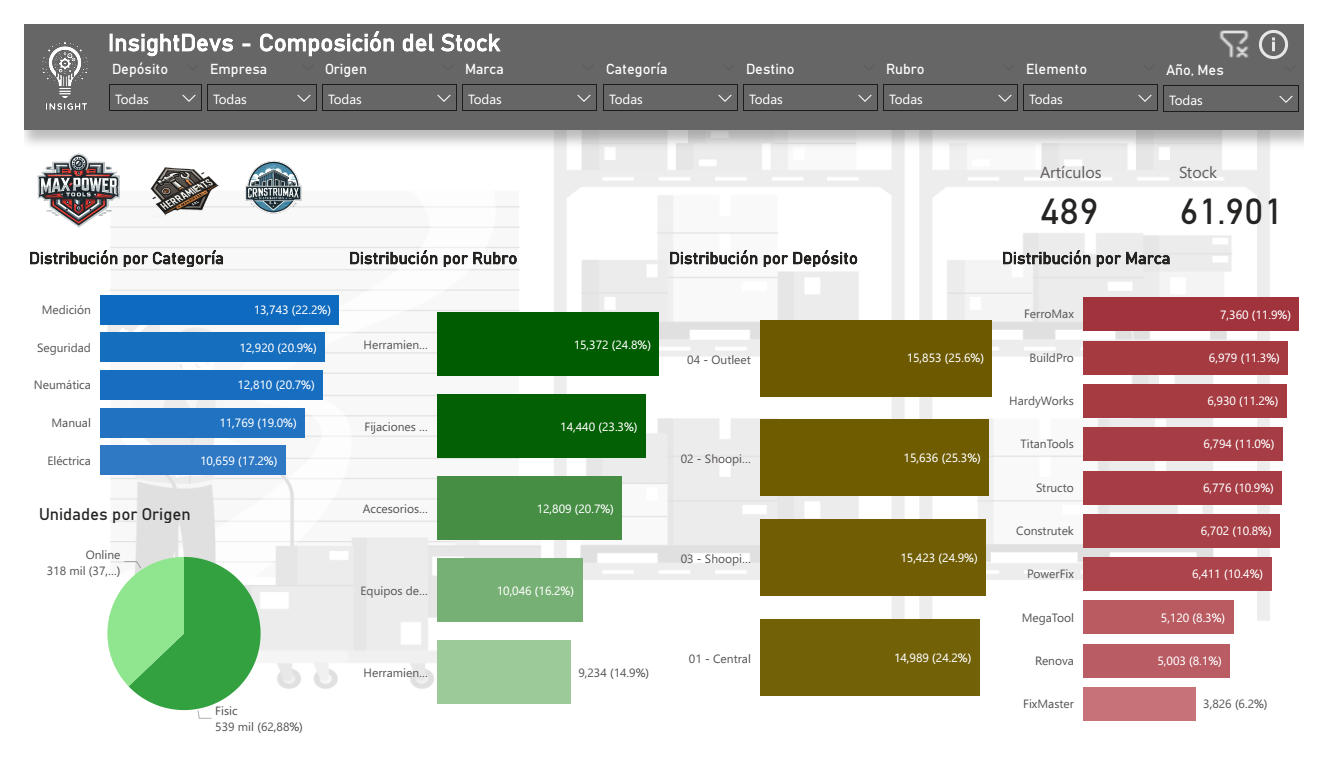 InsightDevs - Composición del Stock
INSIGHT
Depósito
Empresa
Origen
Marca
Categoría
Destino
Rubro
Elemento
Año, Mes
Todas
Todas
Todas
Todas
Todas
Todas
Todas
Todas
Todas
MAX POWER
TOOLS
HERRAMIENTS
CRNSTRUMAX
Artículos
489
Stock
61.901
Distribución por Categoría
Medición 13,743 (22.2%)
Seguridad 12,920 (20.9%)
Neumática 12,810 (20.7%)
Manual 11,769 (19.0%)
Eléctrica 10,659 (17.2%)
Unidades por Origen
Online
318 mil (37,...)
Fisic
539 mil (62,88%)
Distribución por Rubro
Herramien... 15,372 (24.8%)
Fijaciones ... 14,440 (23.3%)
Accesorios... 12,809 (20.7%)
Equipos de... 10,046 (16.2%)
Herramien... 9,234 (14.9%)
Distribución por Depósito
04 - Outleet 15,853 (25.6%)
02 - Shoopi... 15,636 (25.3%)
03 - Shoopi... 15,423 (24.9%)
01 - Central 14,989 (24.2%)
Distribución por Marca
FerroMax 7,360 (11.9%)
BuildPro 6,979 (11.3%)
HardyWorks 6,930 (11.2%)
TitanTools 6,794 (11.0%)
Structo 6,776 (10.9%)
Construtek 6,702 (10.8%)
PowerFix 6,411 (10.4%)
MegaTool 5,120 (8.3%)
Renova 5,003 (8.1%)
FixMaster 3,826 (6.2%)